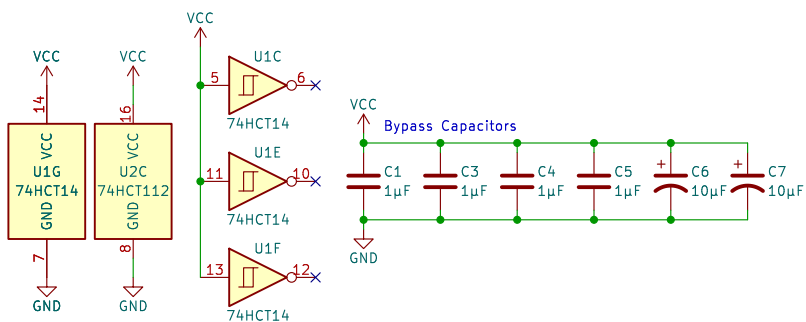 VCC
14
VCC
U1G
74HCT14
GND
7
GND
VCC
16
VCC
U2C
74HCT112
GND
8
GND
VCC
U1C
5
6
74HCT14
U1E
11
10
74HCT14
U1F
13
12
74HCT14
VCC
Bypass Capacitors
C1
1µF
C3
1µF
C4
1µF
C5
1µF
+
C6
10µF
+
C7
10µF
GND